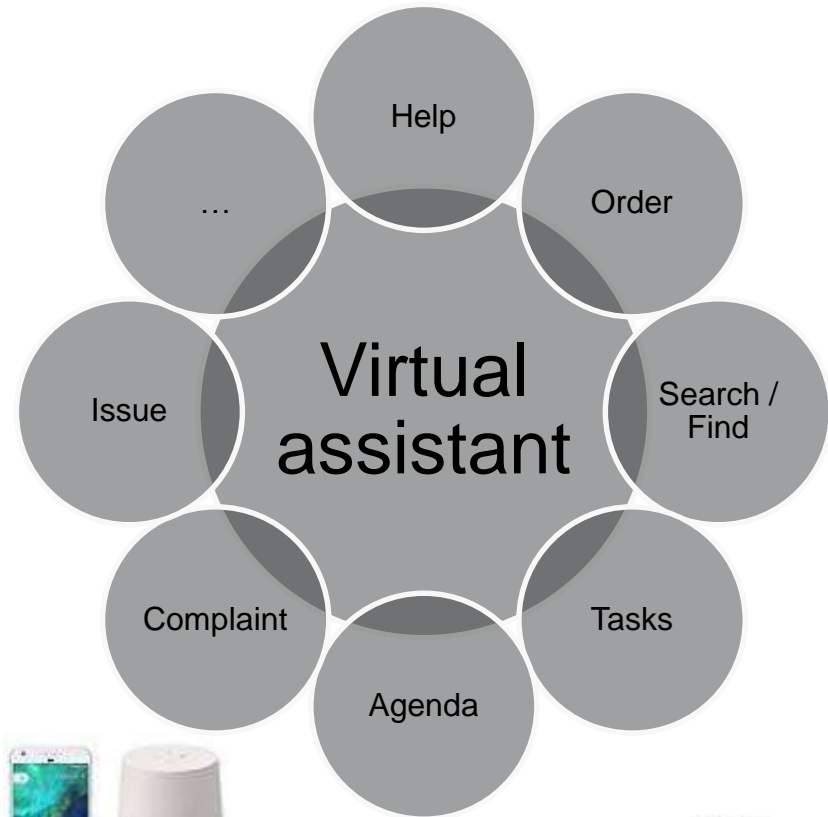 Help
Order
Search /
Find
Tasks
Agenda
Complaint
Issue
…
Virtual
assistant